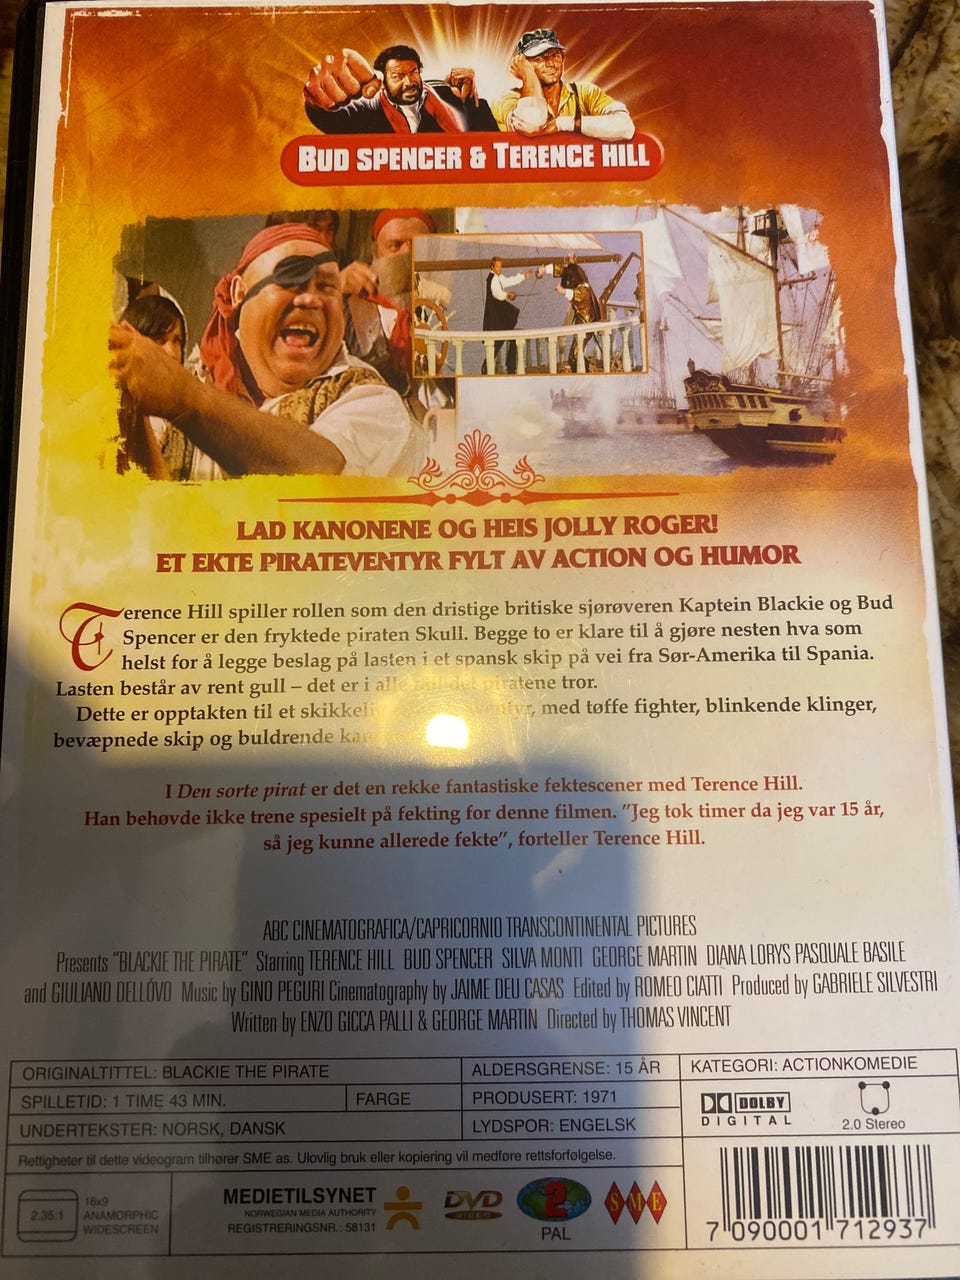 BUD SPENCER & TERENCE HILL
LAD KANONENE OG HEIS JOLLY ROGER!
ET EKTE PIRATEVENTYR FYLT AV ACTION OG HUMOR
Terence Hill spiller rollen som den dristige britiske sjørøveren Kaptein Blackie og Bud
Spencer er den fryktede piraten Skull. Begge to er klare til å gjøre nesten hva som
helst for å legge beslag på lasten i et spansk skip på vei fra Sør-Amerika til Spania.
Lasten består av rent gull – det er i alle fall det piratene tror.
Dette er opptakten til et skikkelig, med tøffe fighter, blinkende klinger,
bevæpnede skip og buldrende
I Den sorte pirat er det en rekke fantastiske fektescener med Terence Hill.
Han behøvde ikke trene spesielt på fekting for denne filmen. "Jeg tok timer da jeg var 15 år,
så jeg kunne allerede fekte", forteller Terence Hill.
ABC CINEMATOGRAFICA/CAPRICORNIO TRANSCONTINENTAL PICTURES
Presents "BLACKIE THE PIRATE" Starring TERENCE HILL BUD SPENCER SILVA MONTI GEORGE MARTIN DIANA LORYS PASQUALE BASILE
and GIULIANO DELLÓVO Music by GINO PEGURI Cinematography by JAIME DEU CASAS Edited by ROMEO CIATTI Produced by GABRIELE SILVESTRI
Written by ENZO GICCA PALLI & GEORGE MARTIN Directed by THOMAS VINCENT
ORIGINALTITTEL: BLACKIE THE PIRATE
ALDERSGRENSE: 15 ÅR
KATEGORI: ACTIONKOMEDIE
SPILLETID: 1 TIME 43 MIN.
FARGE
PRODUSERT: 1971
UNDERTEKSTER: NORSK, DANSK
LYDSPOR: ENGELSK
DOLBY
DIGITAL
2.0 Stereo
Rettigheter til dette videogram tilhører SME as. Ulovlig bruk eller kopiering vil medføre rettsforfølgelse.
2.35:1
16x9
ANAMORPHIC
WIDESCREEN
MEDIETILSYNET
NORWEGIAN MEDIA AUTHORITY
REGISTRERINGSNR.: 58131
DVD
VIDEO
2
PAL
SME
7 090001 712937